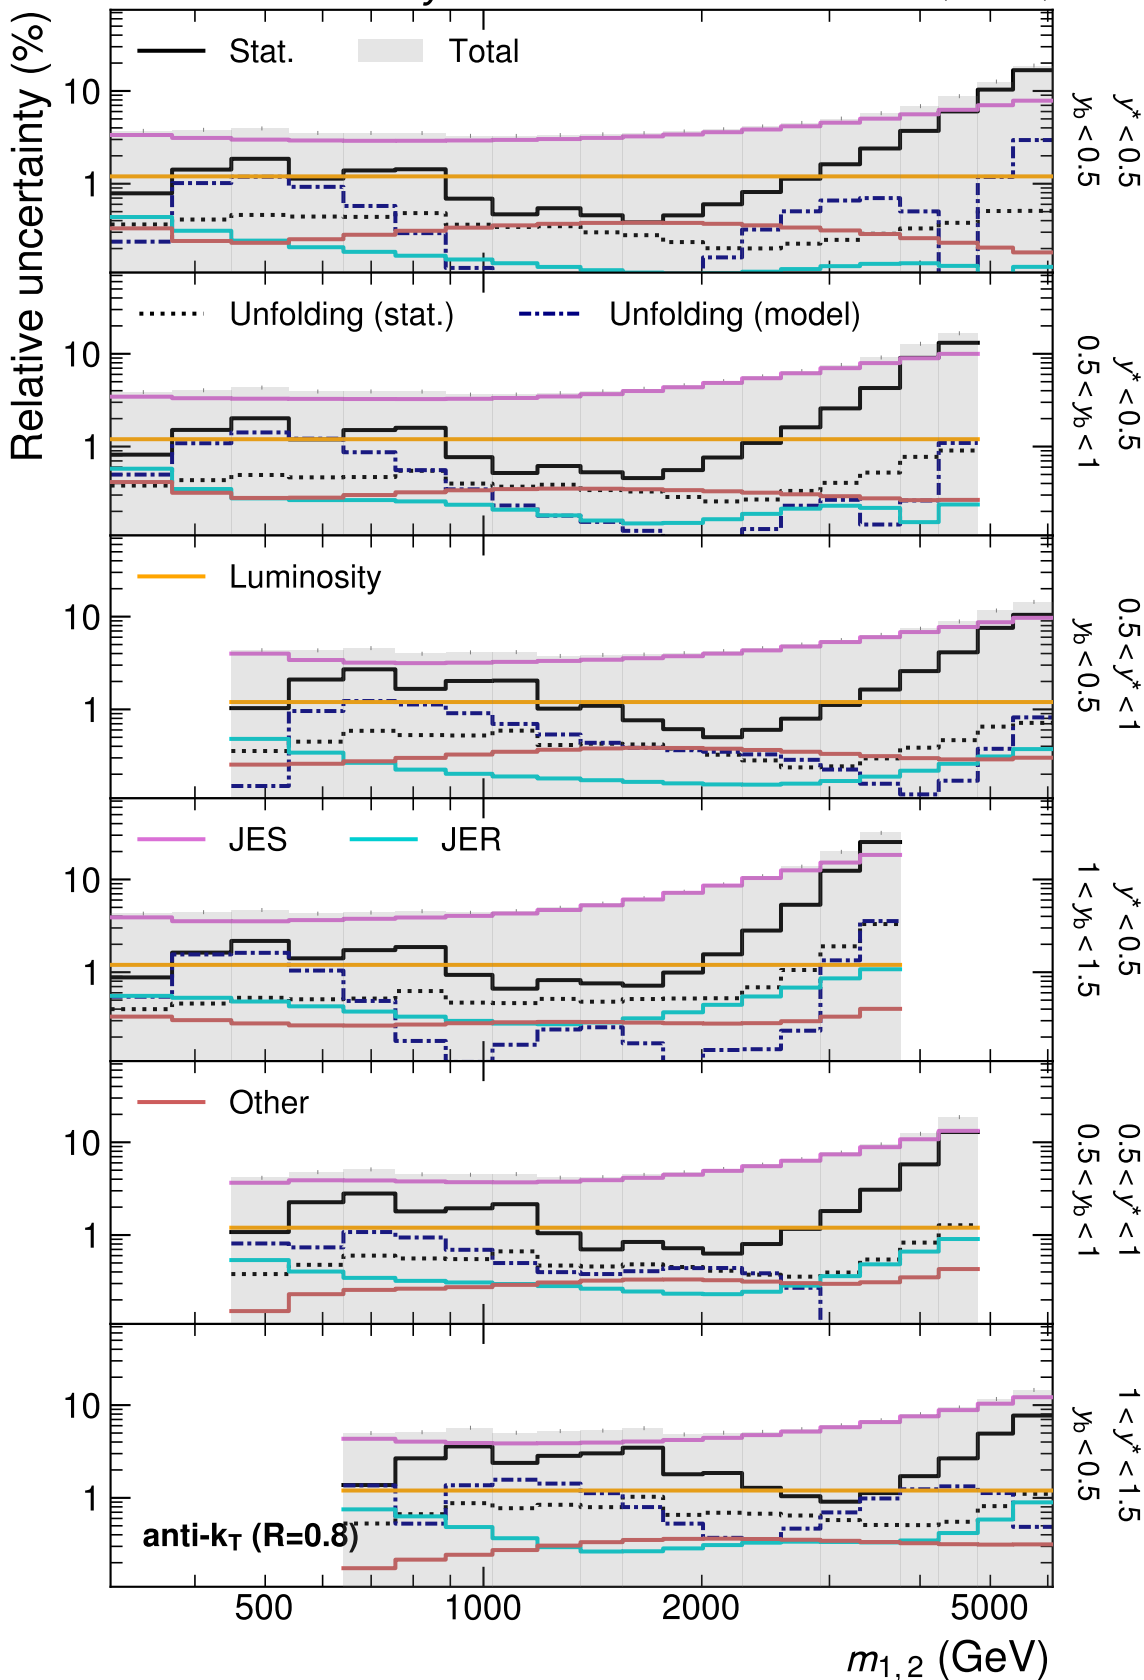 Relative uncertainty (%)
Stat. Total
10
1
y* < 0.5
y_b < 0.5
Unfolding (stat.) Unfolding (model)
10
1
y* < 0.5
0.5 < y_b < 1
Luminosity
10
1
0.5 < y* < 1
y_b < 0.5
JES JER
10
1
y* < 0.5
1 < y_b < 1.5
Other
10
1
0.5 < y* < 1
0.5 < y_b < 1
10
1
1 < y* < 1.5
y_b < 0.5
anti-k_T (R=0.8)
500 1000 2000 5000
m_{1,2} (GeV)